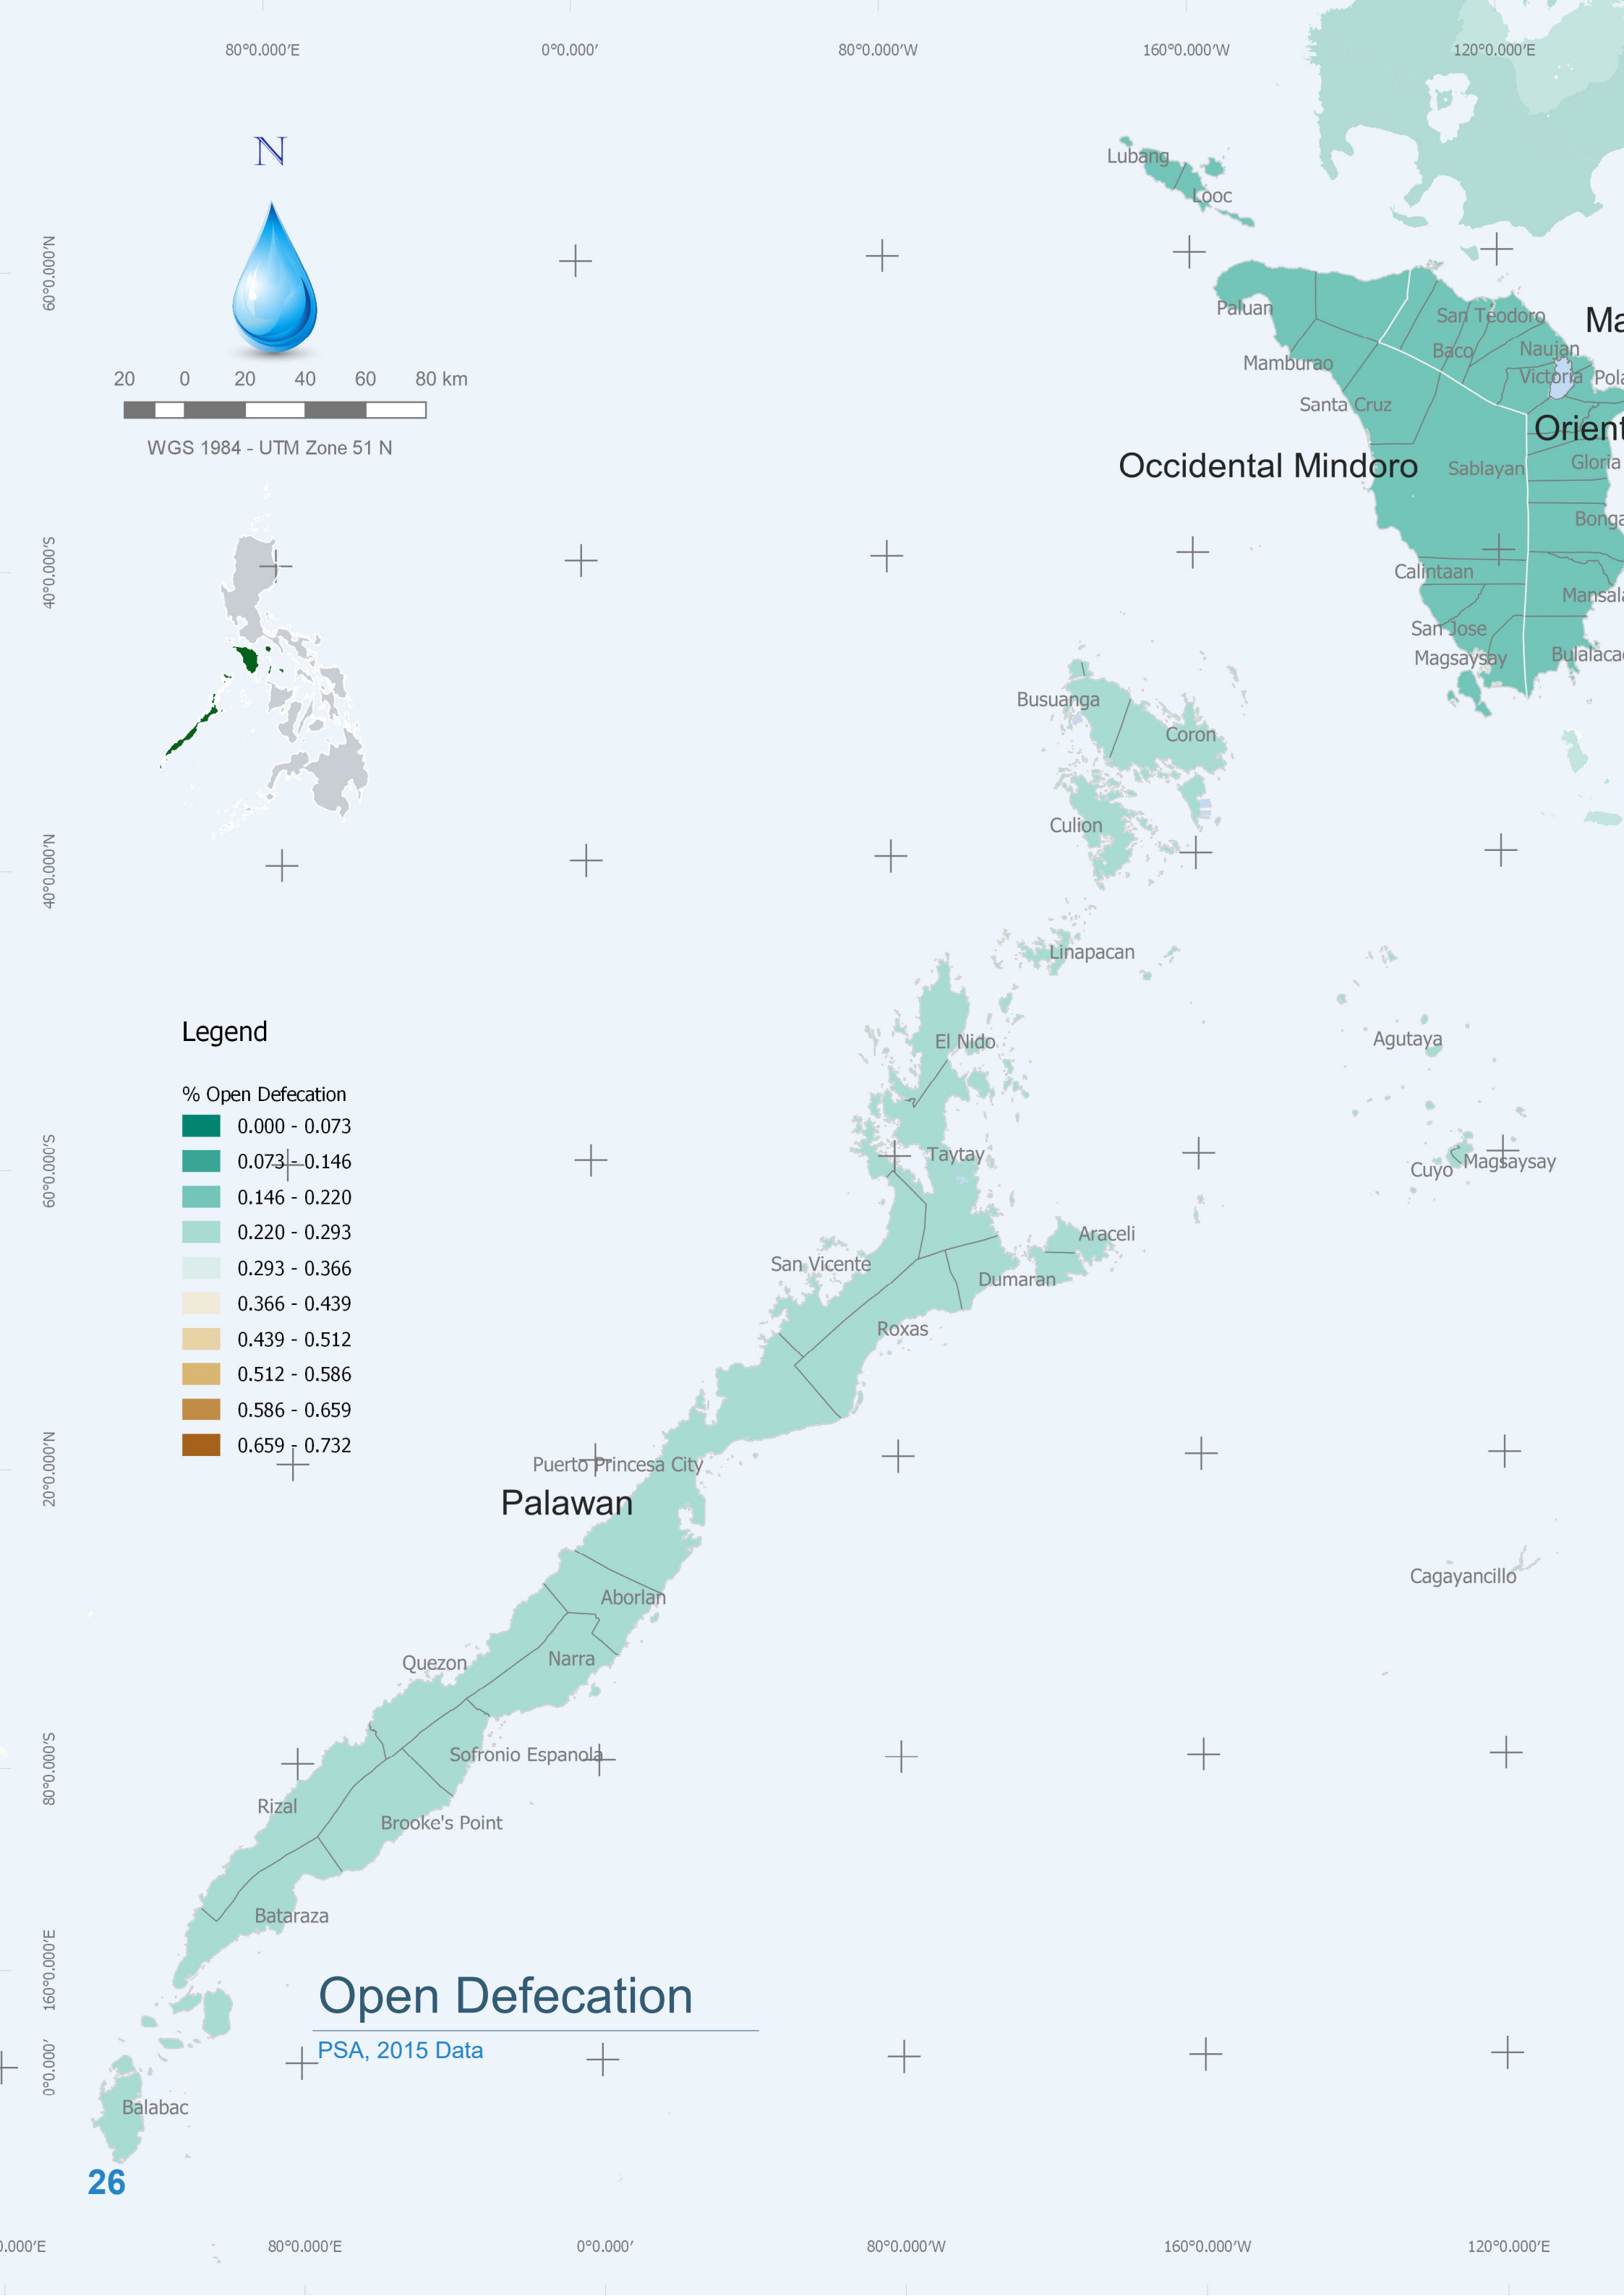 80°0.000'E 0°0.000' 80°0.000'W 160°0.000'W 120°0.000'E
N
Lubang
Looc
60°0.000'N
Paluan
San Teodoro
Ma
Baco
Naujan
Mamburao
Victoria
Pola
20 0 20 40 60 80 km
Santa Cruz
Orient
WGS 1984 - UTM Zone 51 N
Occidental Mindoro
Sablayan
Gloria
Bonga
40°0.000'S
Calintaan
Mansala
San Jose
Magsaysay
Bulalaca
Busuanga
Coron
Culion
40°0.000'N
Linapacan
Legend
El Nido
Agutaya
% Open Defecation
0.000 - 0.073
0.073 - 0.146
0.146 - 0.220
0.220 - 0.293
0.293 - 0.366
0.366 - 0.439
0.439 - 0.512
0.512 - 0.586
0.586 - 0.659
0.659 - 0.732
60°0.000'S
Taytay
Cuyo
Magsaysay
Araceli
San Vicente
Dumaran
Roxas
20°0.000'N
Puerto Princesa City
Palawan
Cagayancillo
Aborlan
Quezon
Narra
80°0.000'S
Sofronio Espanola
Rizal
Brooke's Point
Bataraza
160°0.000'E
Open Defecation
PSA, 2015 Data
0°0.000'
Balabac
26
0.000'E 80°0.000'E 0°0.000' 80°0.000'W 160°0.000'W 120°0.000'E